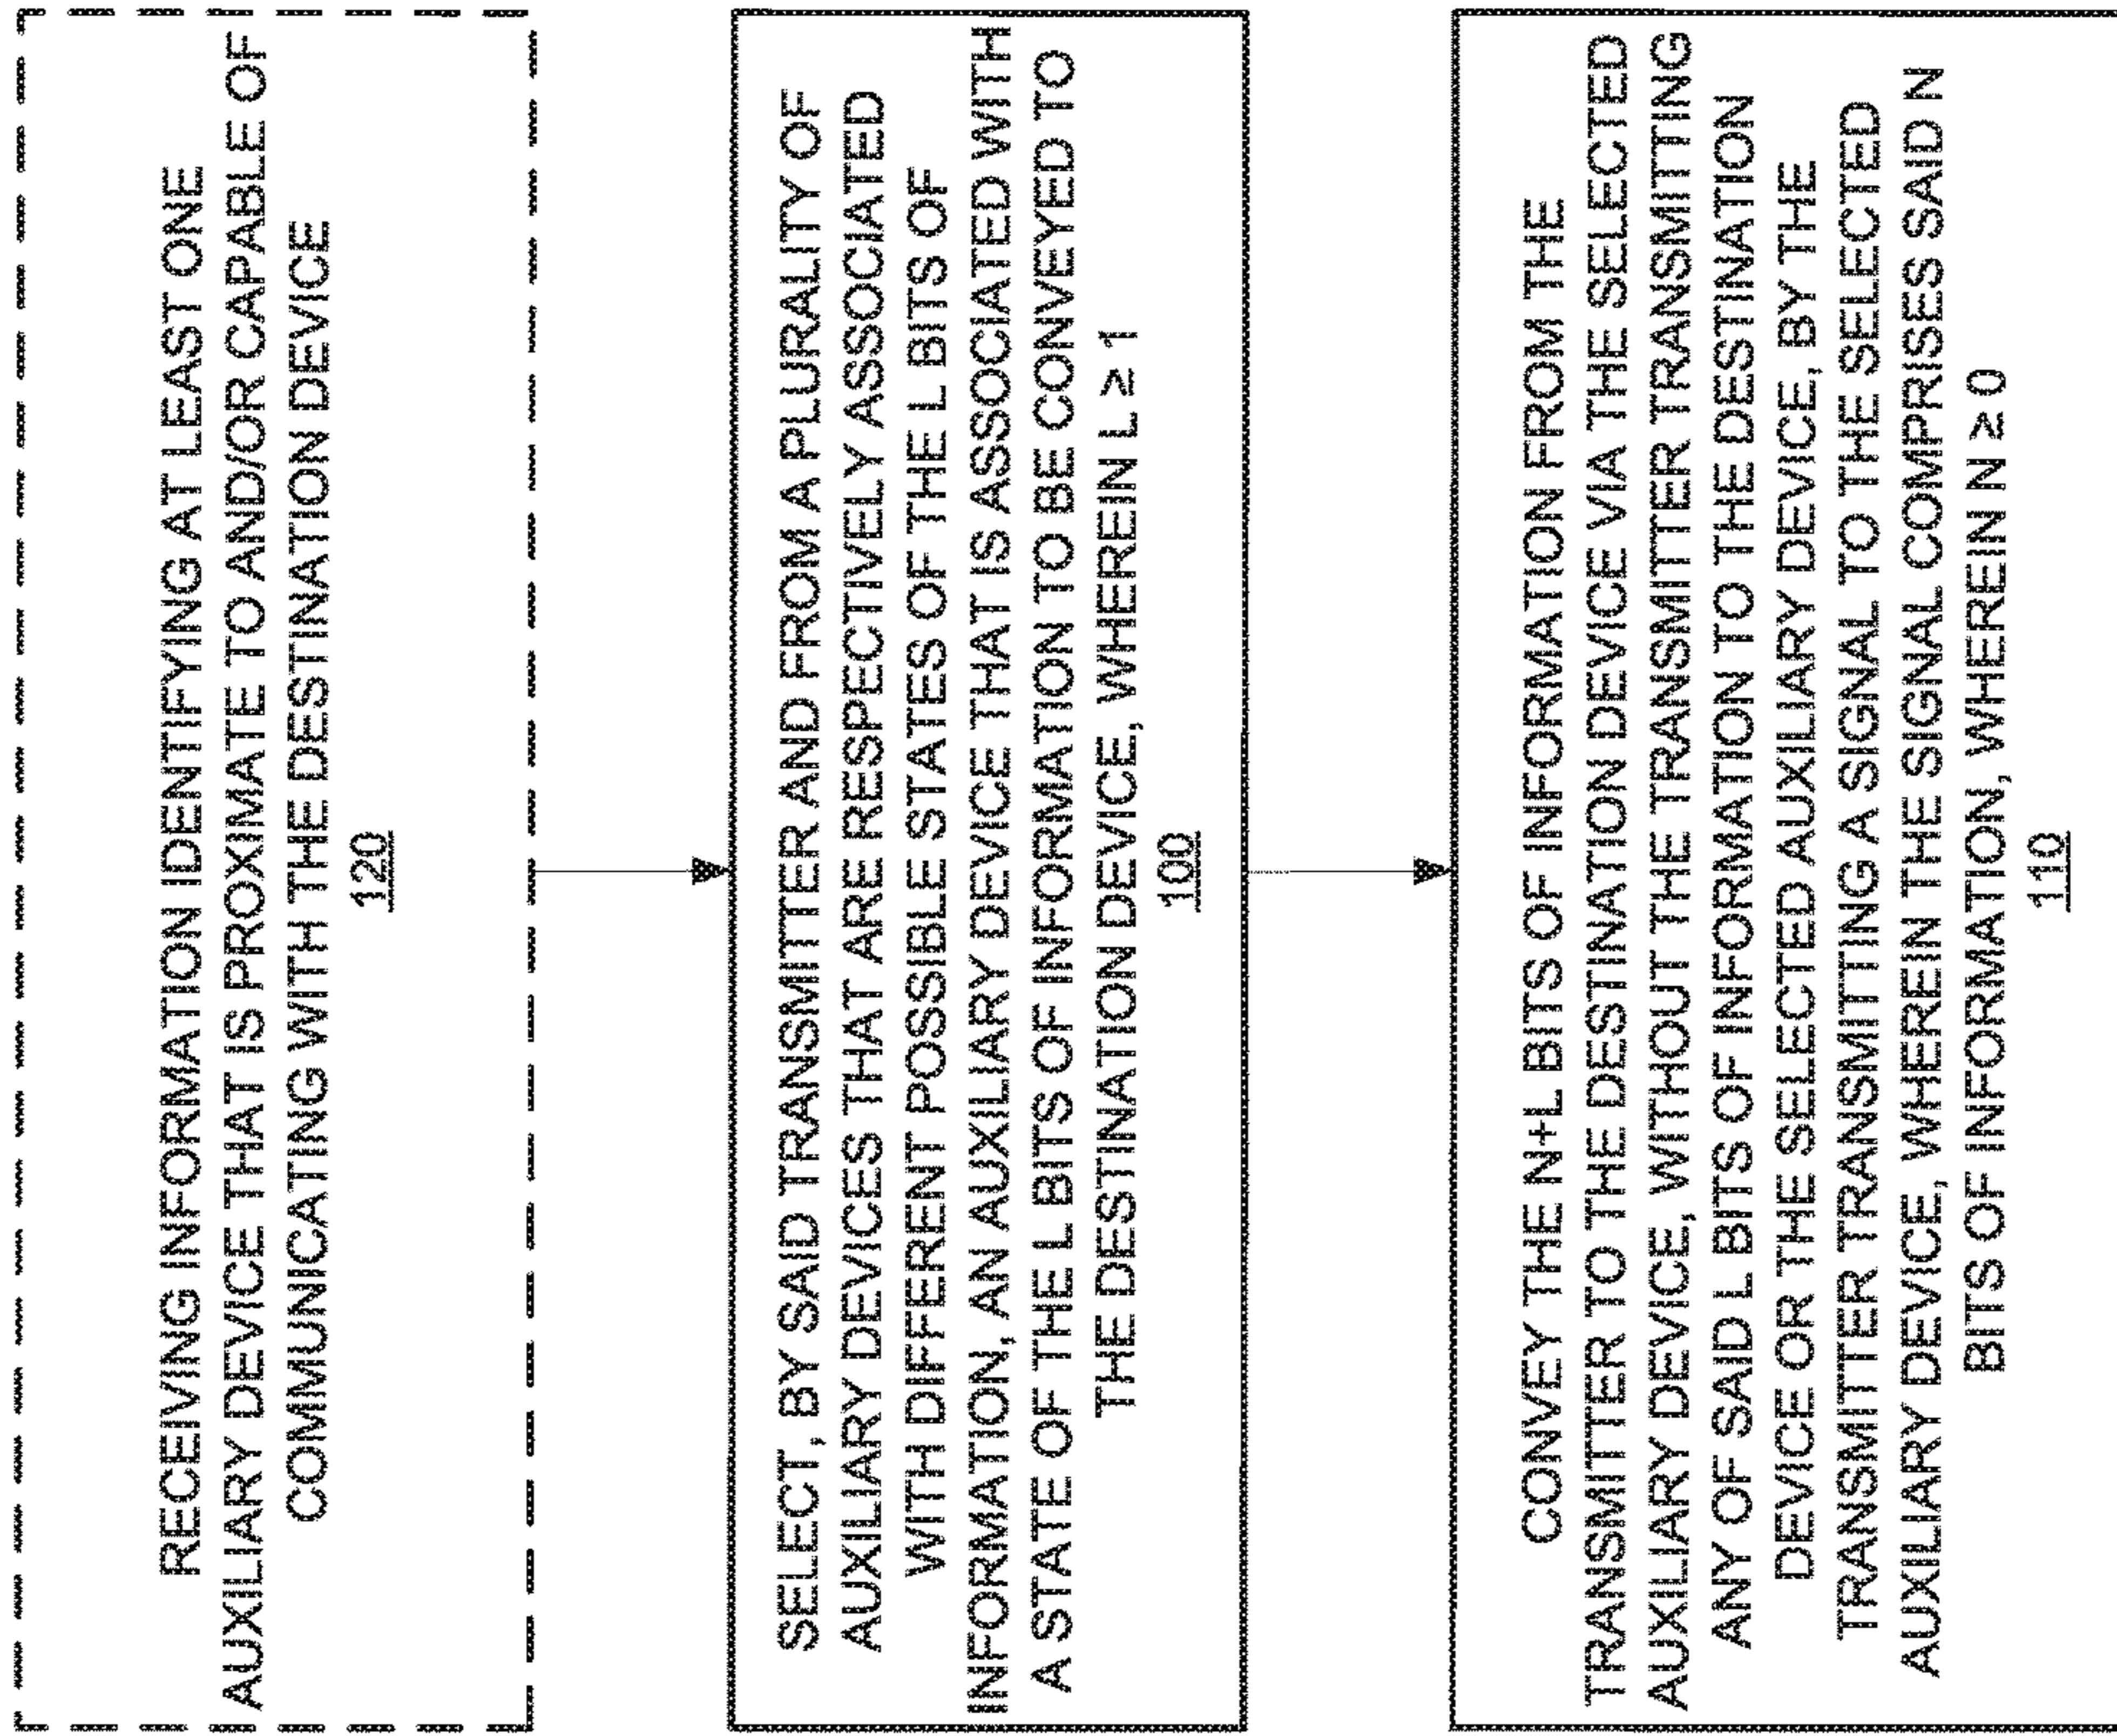 RECEIVING INFORMATION IDENTIFYING AT LEAST ONE
AUXILIARY DEVICE THAT IS PROXIMATE TO AND/OR CAPABLE OF
COMMUNICATING WITH THE DESTINATION DEVICE
120
SELECT, BY SAID TRANSMITTER AND FROM A PLURALITY OF
AUXILIARY DEVICES THAT ARE RESPECTIVELY ASSOCIATED
WITH DIFFERENT POSSIBLE STATES OF THE L BITS OF
INFORMATION, AN AUXILIARY DEVICE THAT IS ASSOCIATED WITH
A STATE OF THE L BITS OF INFORMATION TO BE CONVEYED TO
THE DESTINATION DEVICE, WHEREIN L ≥ 1
100
CONVEY THE N+L BITS OF INFORMATION FROM THE
TRANSMITTER TO THE DESTINATION DEVICE VIA THE SELECTED
AUXILIARY DEVICE, WITHOUT THE TRANSMITTER TRANSMITTING
ANY OF SAID L BITS OF INFORMATION TO THE DESTINATION
DEVICE OR THE SELECTED AUXILIARY DEVICE, BY THE
TRANSMITTER TRANSMITTING A SIGNAL TO THE SELECTED
AUXILIARY DEVICE, WHEREIN THE SIGNAL COMPRISES SAID N
BITS OF INFORMATION, WHEREIN N ≥ 0
110